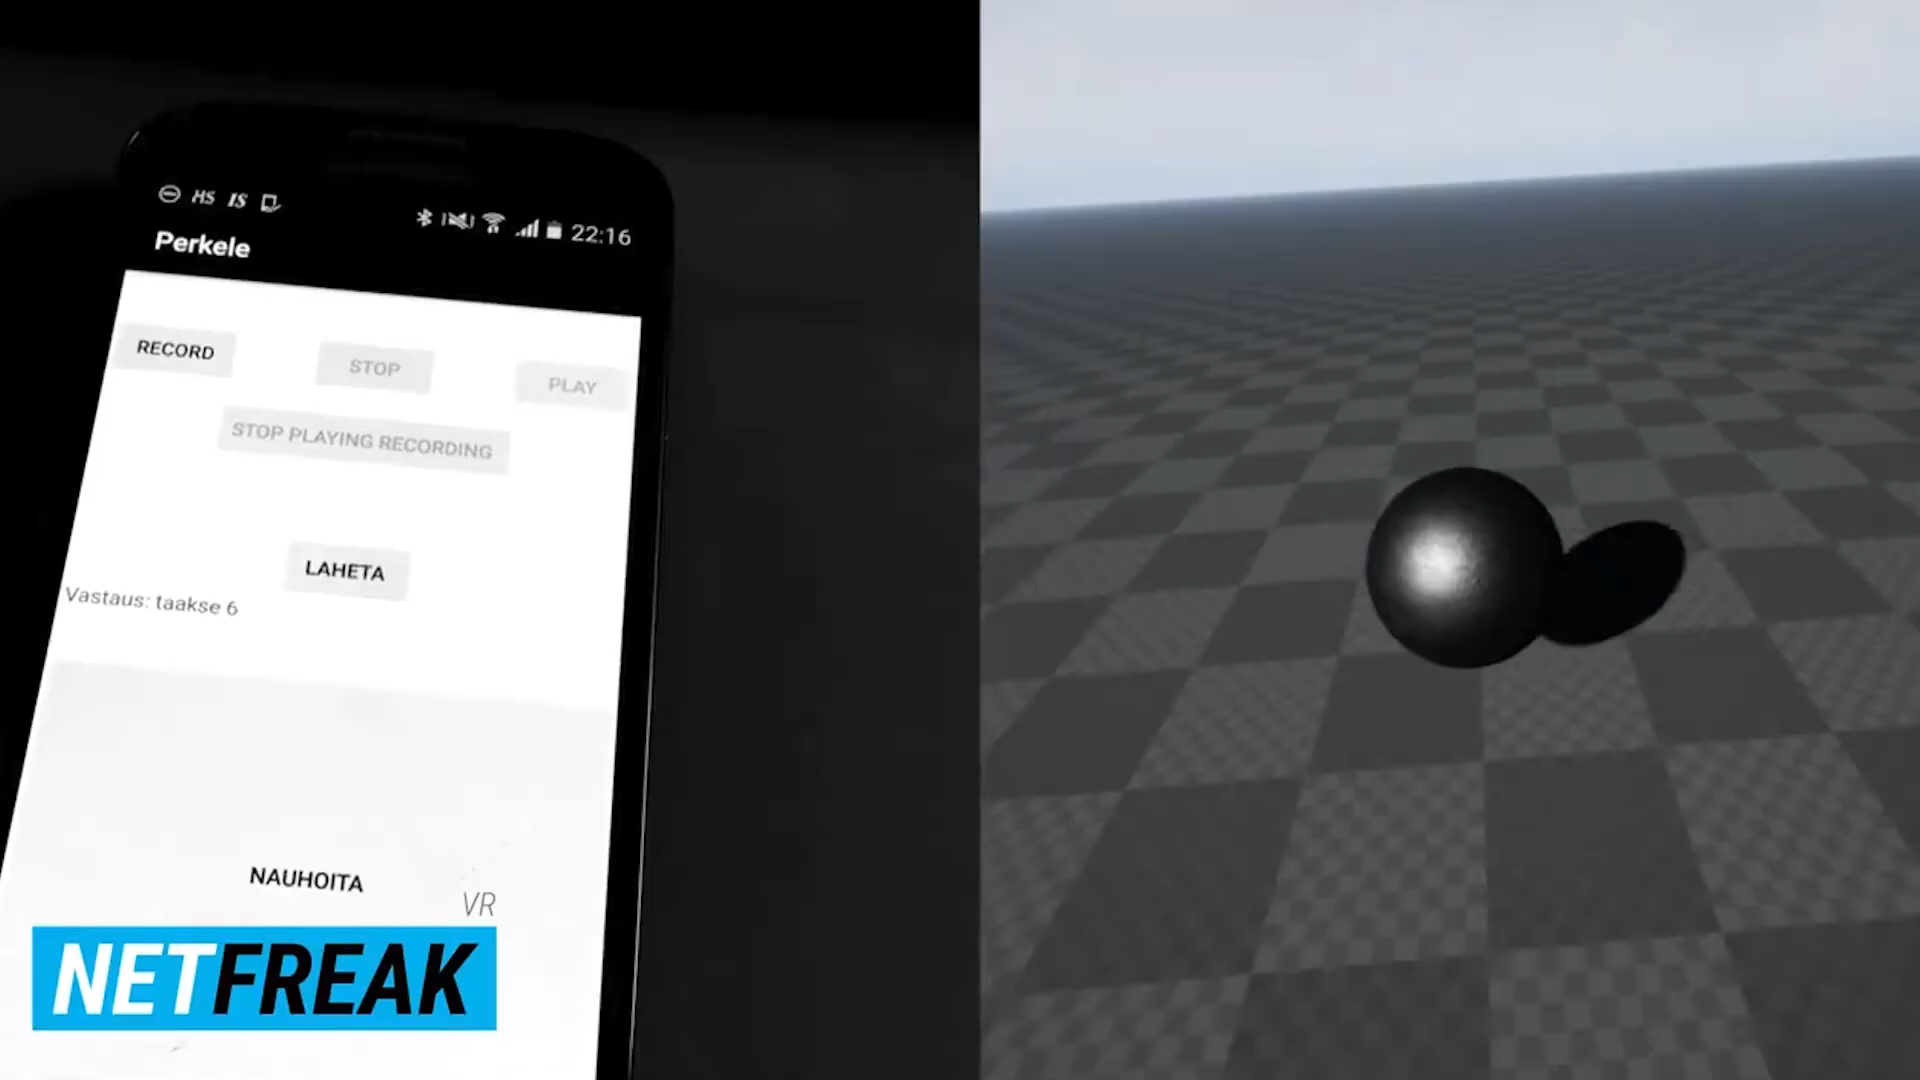 HS IS 22:16
Perkele
RECORD
STOP
PLAY
STOP PLAYING RECORDING
LAHETA
Vastaus: taakse 6
NAUHOITA
VR
NETFREAK